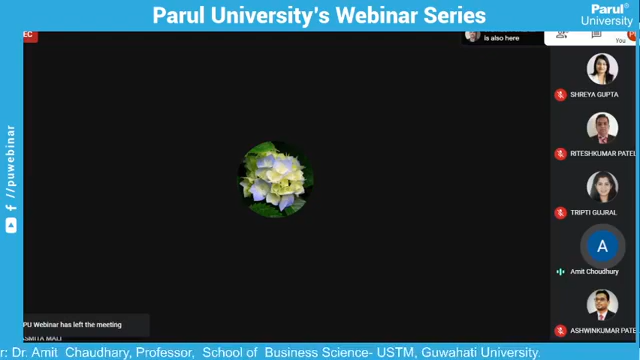 Parul University's Webinar Series
Parul®
University
EC
is also here
You
SHREYA GUPTA
RITESHKUMAR PATEL
TRIPTI GUJRAL
A
Amit Choudhury
ASHWINKUMAR PATE
/puwebinar
PU Webinar has left the meeting
ASMITA MALI
r: Dr. Amit Chaudhary, Professor, School of Business Science- USTM, Guwahati University.